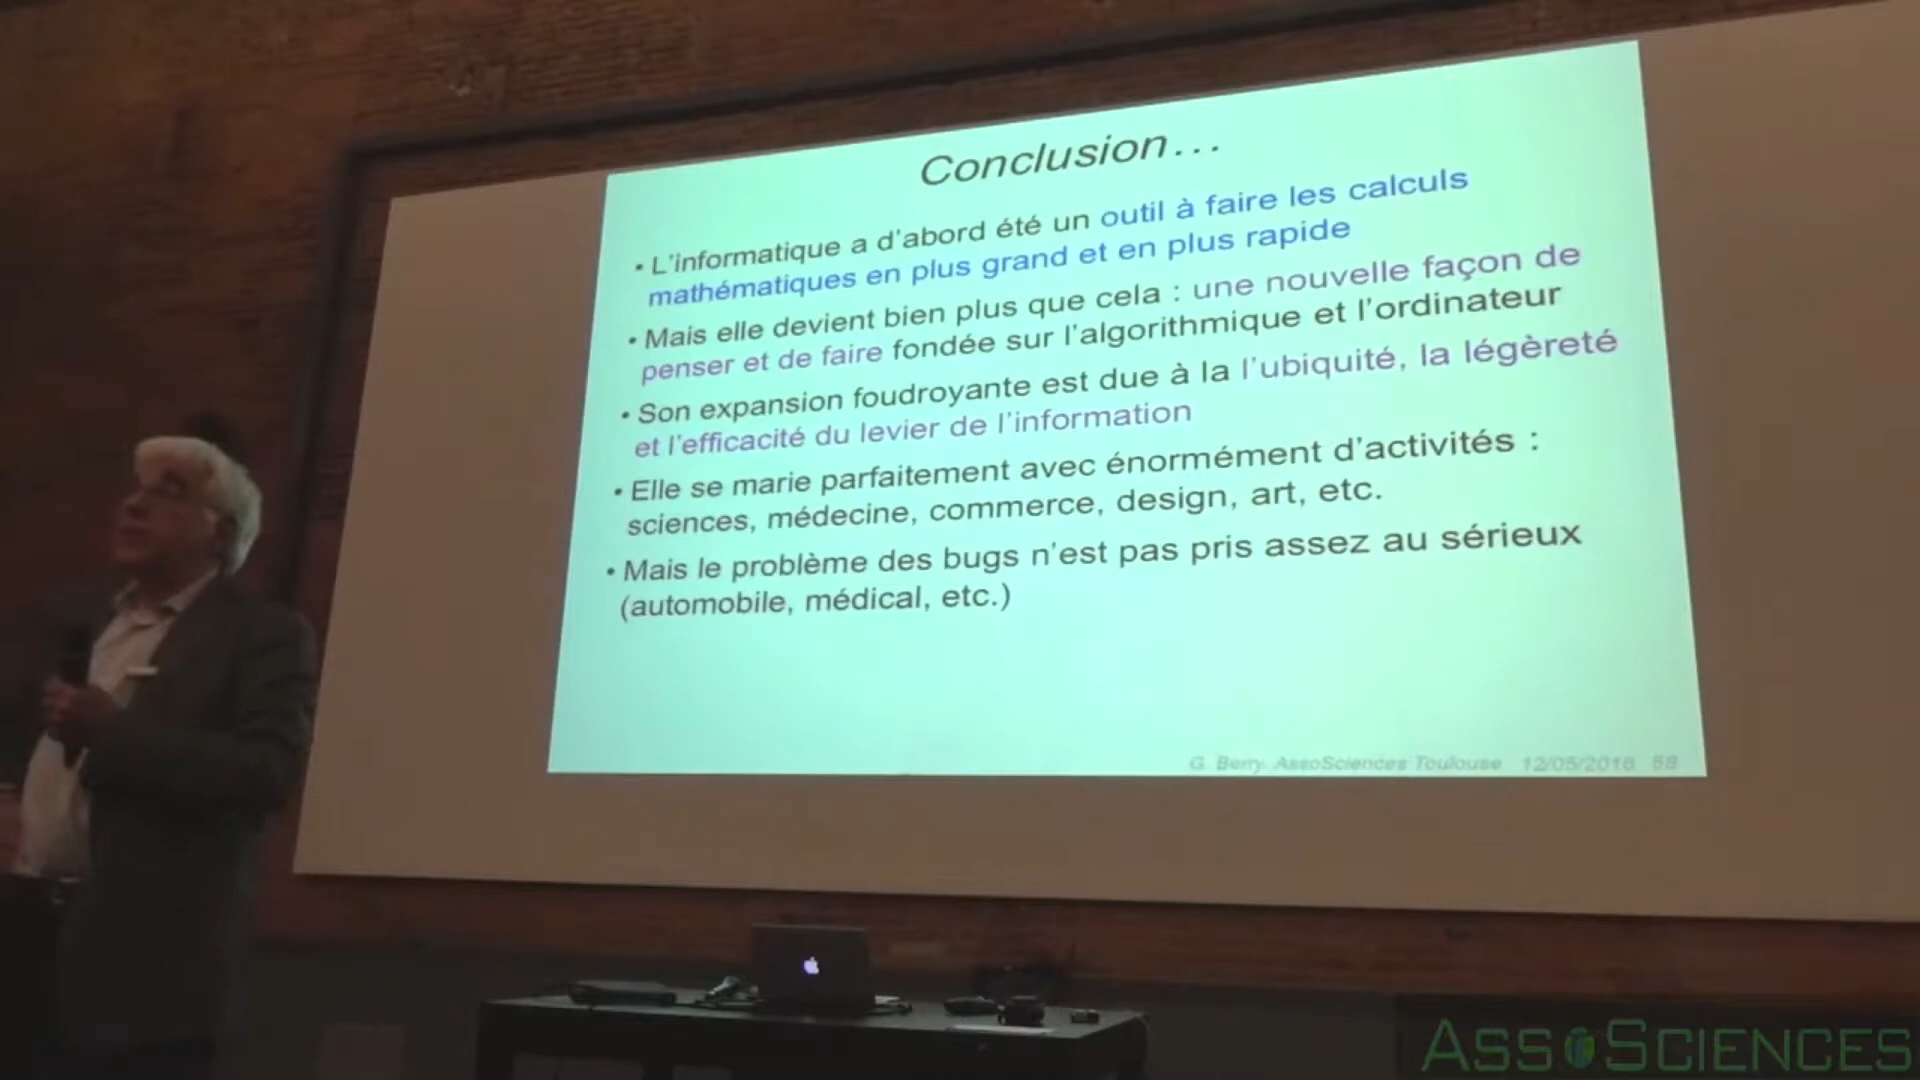 Conclusion...
• L'informatique a d'abord été un outil à faire les calculs
mathématiques en plus grand et en plus rapide
• Mais elle devient bien plus que cela : une nouvelle façon de
penser et de faire fondée sur l'algorithmique et l'ordinateur
• Son expansion foudroyante est due à la l'ubiquité, la légèreté
et l'efficacité du levier de l'information
• Elle se marie parfaitement avec énormément d'activités :
sciences, médecine, commerce, design, art, etc.
• Mais le problème des bugs n'est pas pris assez au sérieux
(automobile, médical, etc.)
G. Berry. AssoSciences Toulouse 12/05/2016 58
ASSOSCIENCES